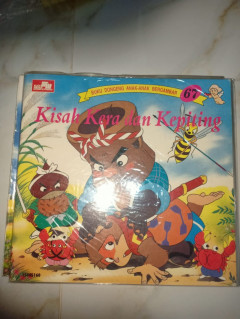 BUKU DONGENG ANAK-ANAK BERGAMBAR
67
Kisah Kera dan Kepiting